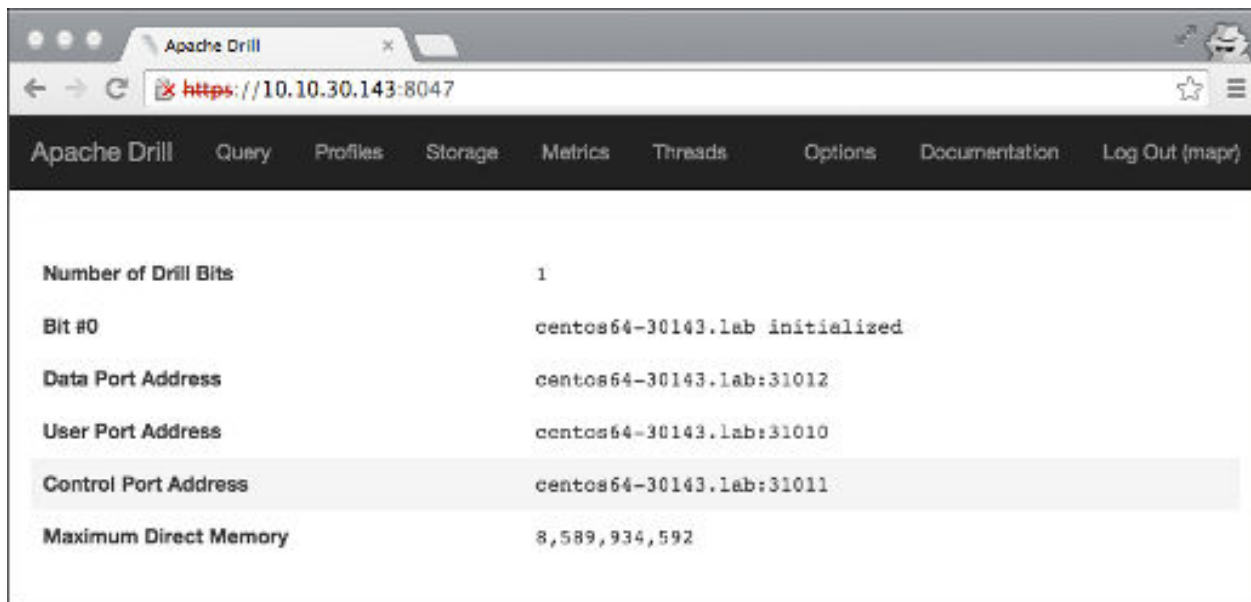 Apache Drill
https://10.10.30.143:8047
Apache Drill Query Profiles Storage Metrics Threads Options Documentation Log Out (mapr)
Number of Drill Bits 1
Bit #0 centos64-30143.lab initialized
Data Port Address centos64-30143.lab:31012
User Port Address centos64-30143.lab:31010
Control Port Address centos64-30143.lab:31011
Maximum Direct Memory 8,589,934,592